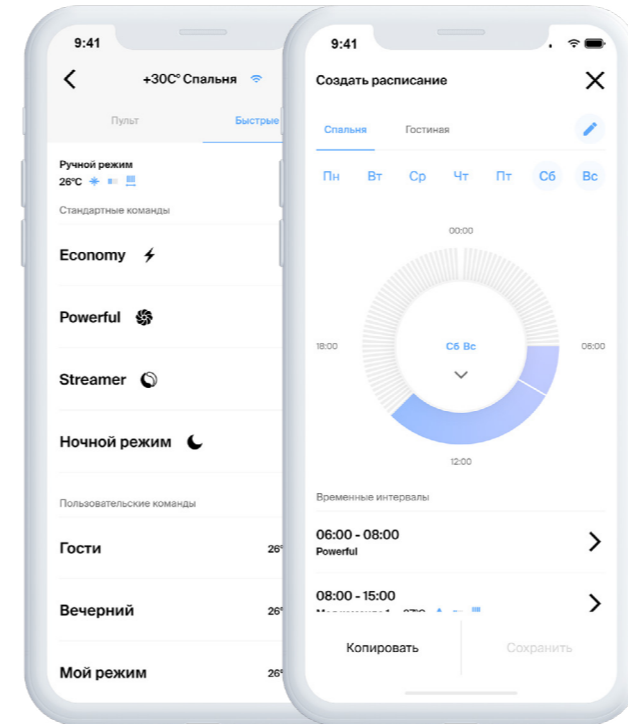 9:41
+30C° Спальня
Пульт
Быстрые
Ручной режим
26°C
Стандартные команды
Economy
Powerful
Streamer
Ночной режим
Пользовательские команды
Гости
26°
Вечерний
26°
Мой режим
26°
9:41
Создать расписание
Спальня
Гостиная
Пн Вт Ср Чт Пт Сб Вс
00:00
18:00
Сб Вс
06:00
12:00
Временные интервалы
06:00 - 08:00
Powerful
08:00 - 15:00
Копировать
Сохранить